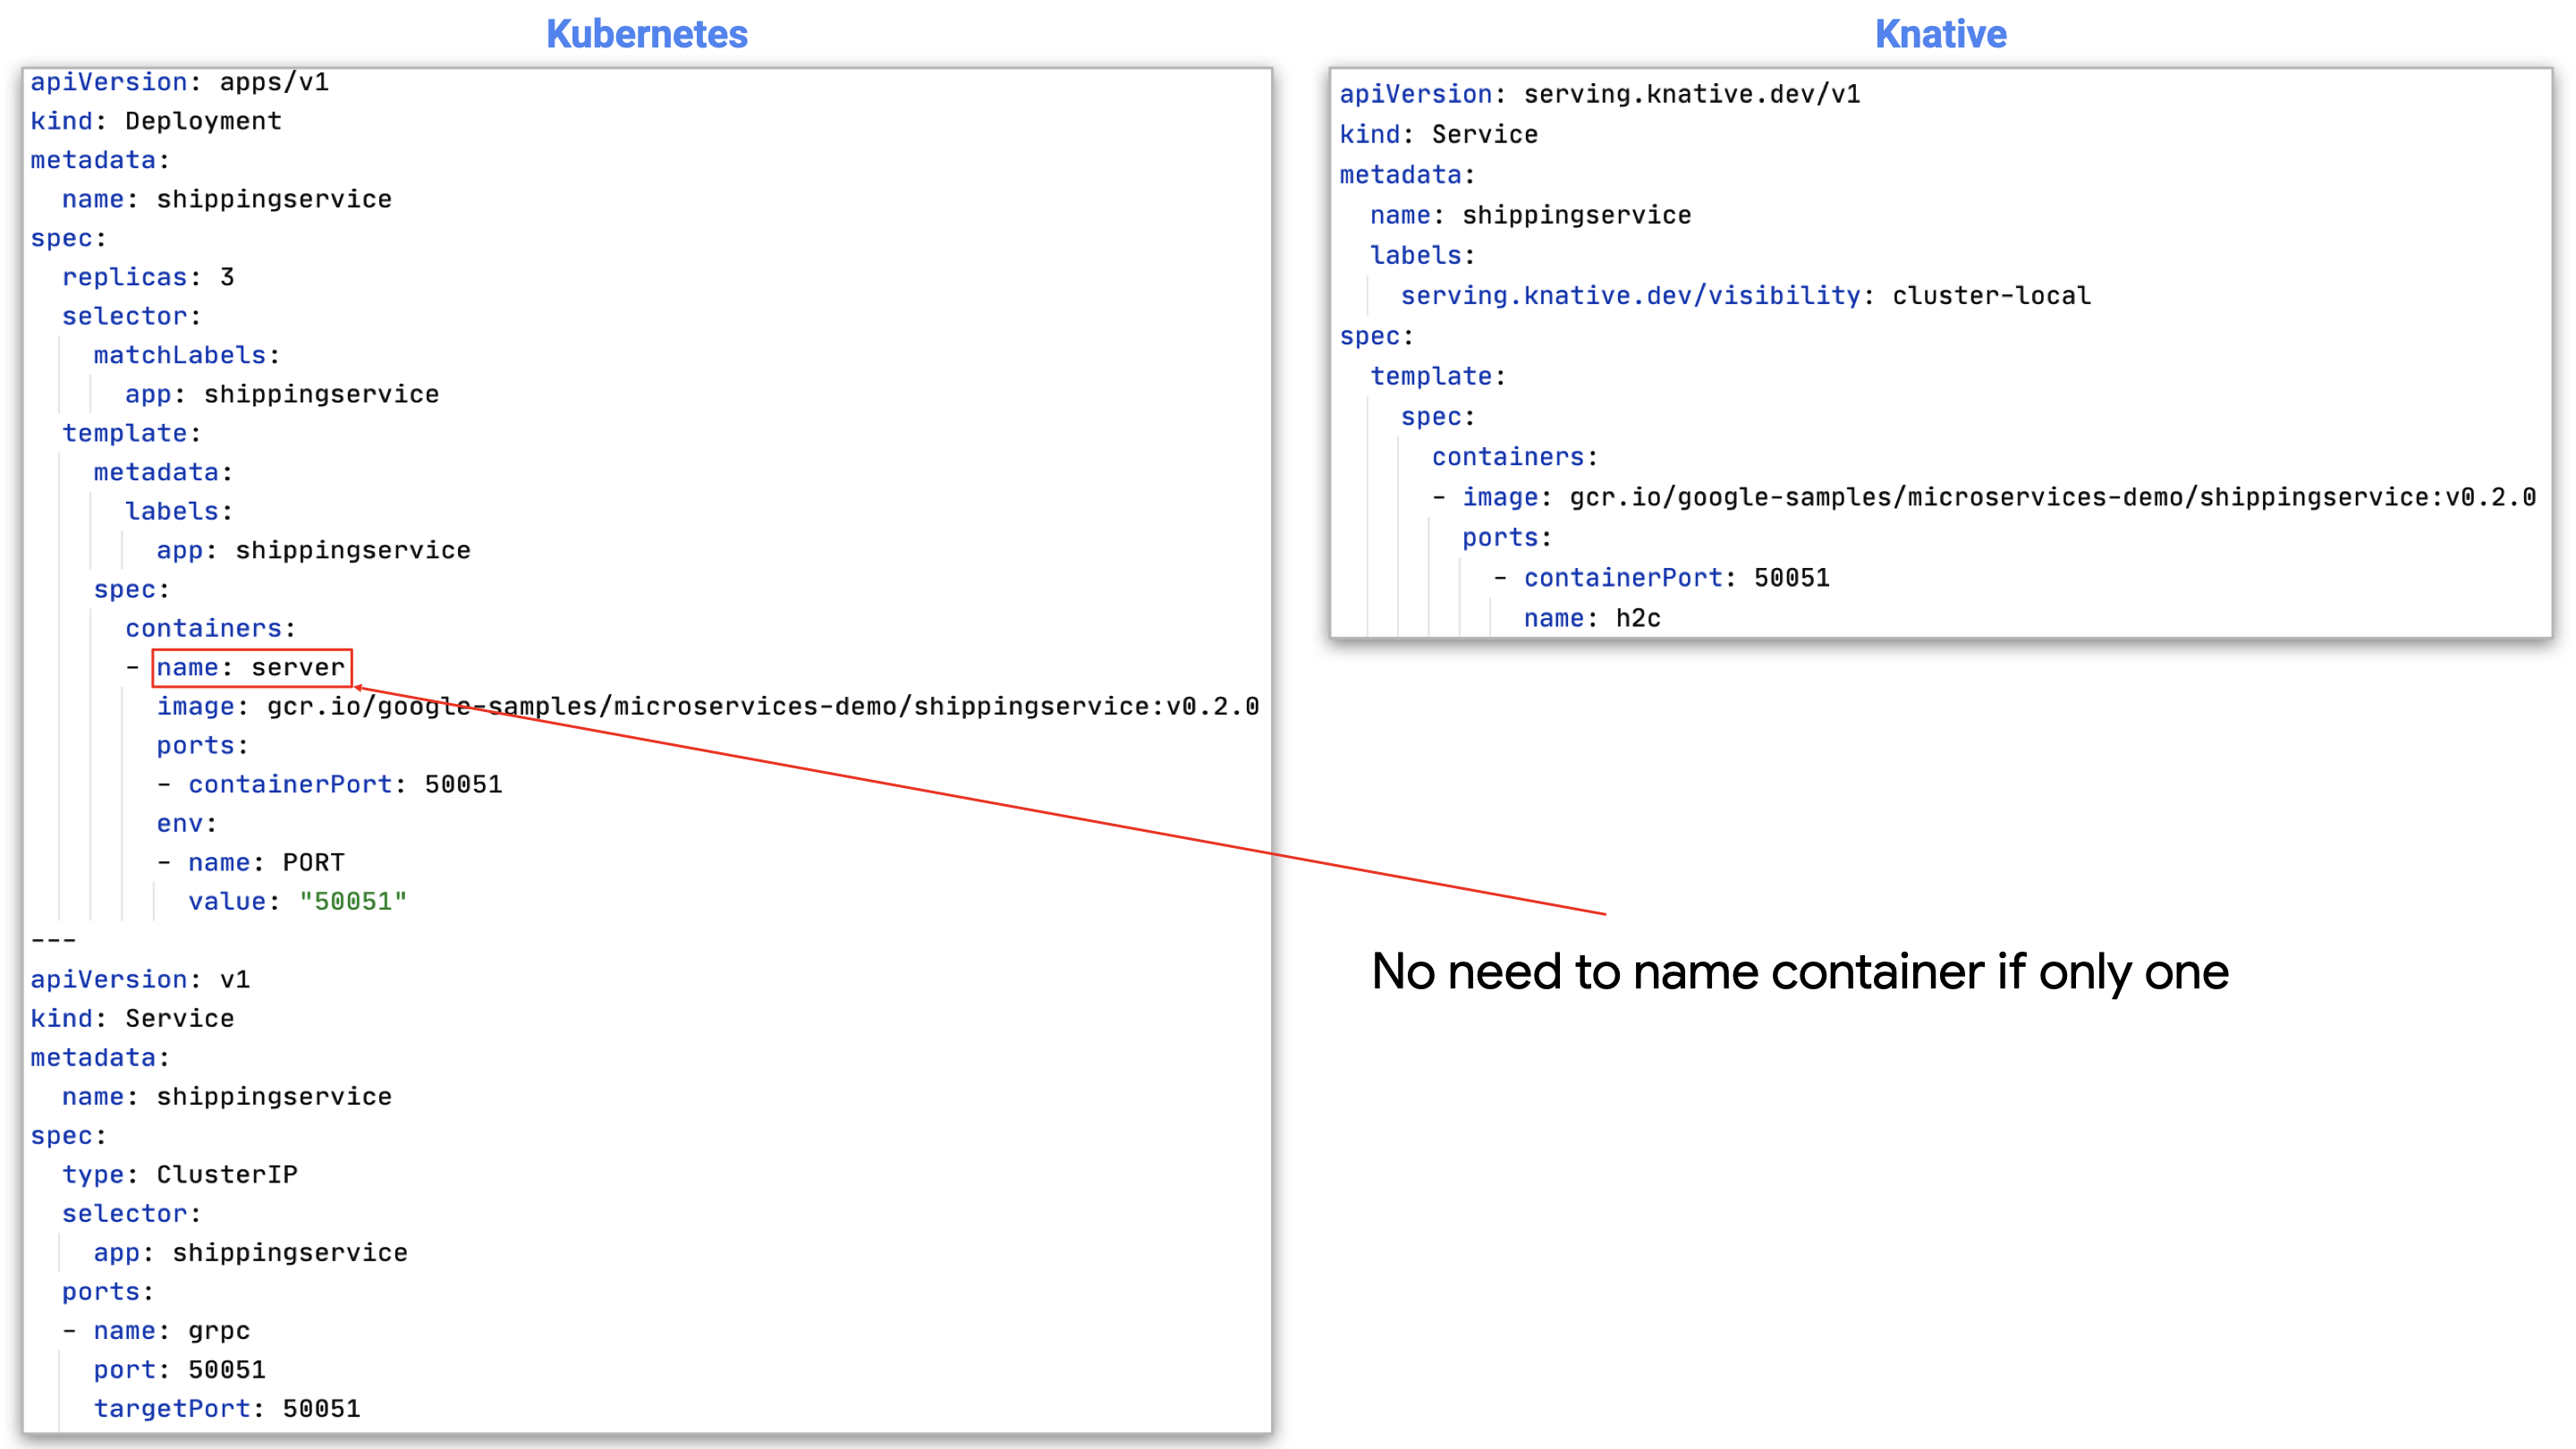 Kubernetes
apiVersion: apps/v1
kind: Deployment
metadata:
  name: shippingservice
spec:
  replicas: 3
  selector:
    matchLabels:
      app: shippingservice
  template:
    metadata:
      labels:
        app: shippingservice
    spec:
      containers:
      - name: server
        image: gcr.io/google-samples/microservices-demo/shippingservice:v0.2.0
        ports:
        - containerPort: 50051
        env:
        - name: PORT
          value: "50051"
---
apiVersion: v1
kind: Service
metadata:
  name: shippingservice
spec:
  type: ClusterIP
  selector:
    app: shippingservice
  ports:
  - name: grpc
    port: 50051
    targetPort: 50051
Knative
apiVersion: serving.knative.dev/v1
kind: Service
metadata:
  name: shippingservice
  labels:
    serving.knative.dev/visibility: cluster-local
spec:
  template:
    spec:
      containers:
      - image: gcr.io/google-samples/microservices-demo/shippingservice:v0.2.0
        ports:
          - containerPort: 50051
            name: h2c
No need to name container if only one